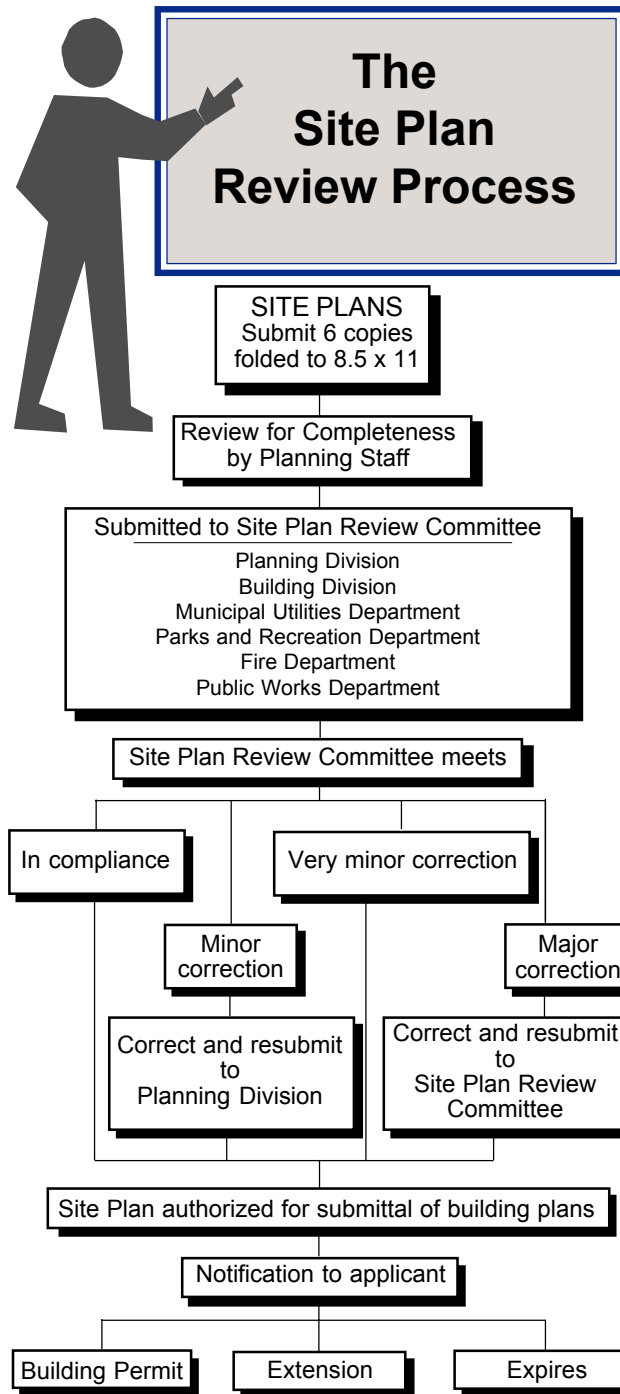 The
Site Plan
Review Process
SITE PLANS
Submit 6 copies
folded to 8.5 x 11
Review for Completeness
by Planning Staff
Submitted to Site Plan Review Committee
Planning Division
Building Division
Municipal Utilities Department
Parks and Recreation Department
Fire Department
Public Works Department
Site Plan Review Committee meets
In compliance
Very minor correction
Minor
correction
Major
correction
Correct and resubmit
to
Planning Division
Correct and resubmit
to
Site Plan Review
Committee
Site Plan authorized for submittal of building plans
Notification to applicant
Building Permit
Extension
Expires